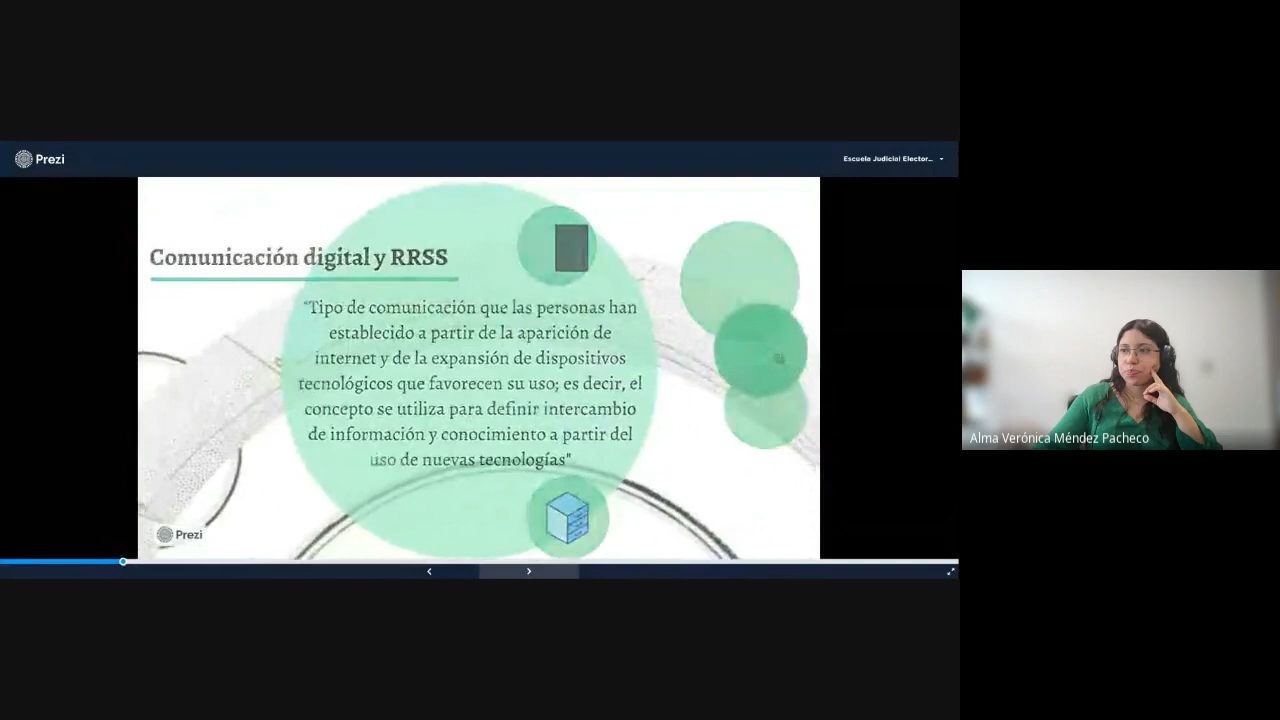 Prezi
Escuela Judicial Elector...
Comunicación digital y RRSS
"Tipo de comunicación que las personas han
establecido a partir de la aparición de
internet y de la expansión de dispositivos
tecnológicos que favorecen su uso; es decir, el
concepto se utiliza para definir intercambio
de información y conocimiento a partir del
uso de nuevas tecnologías"
Prezi
Alma Verónica Méndez Pacheco